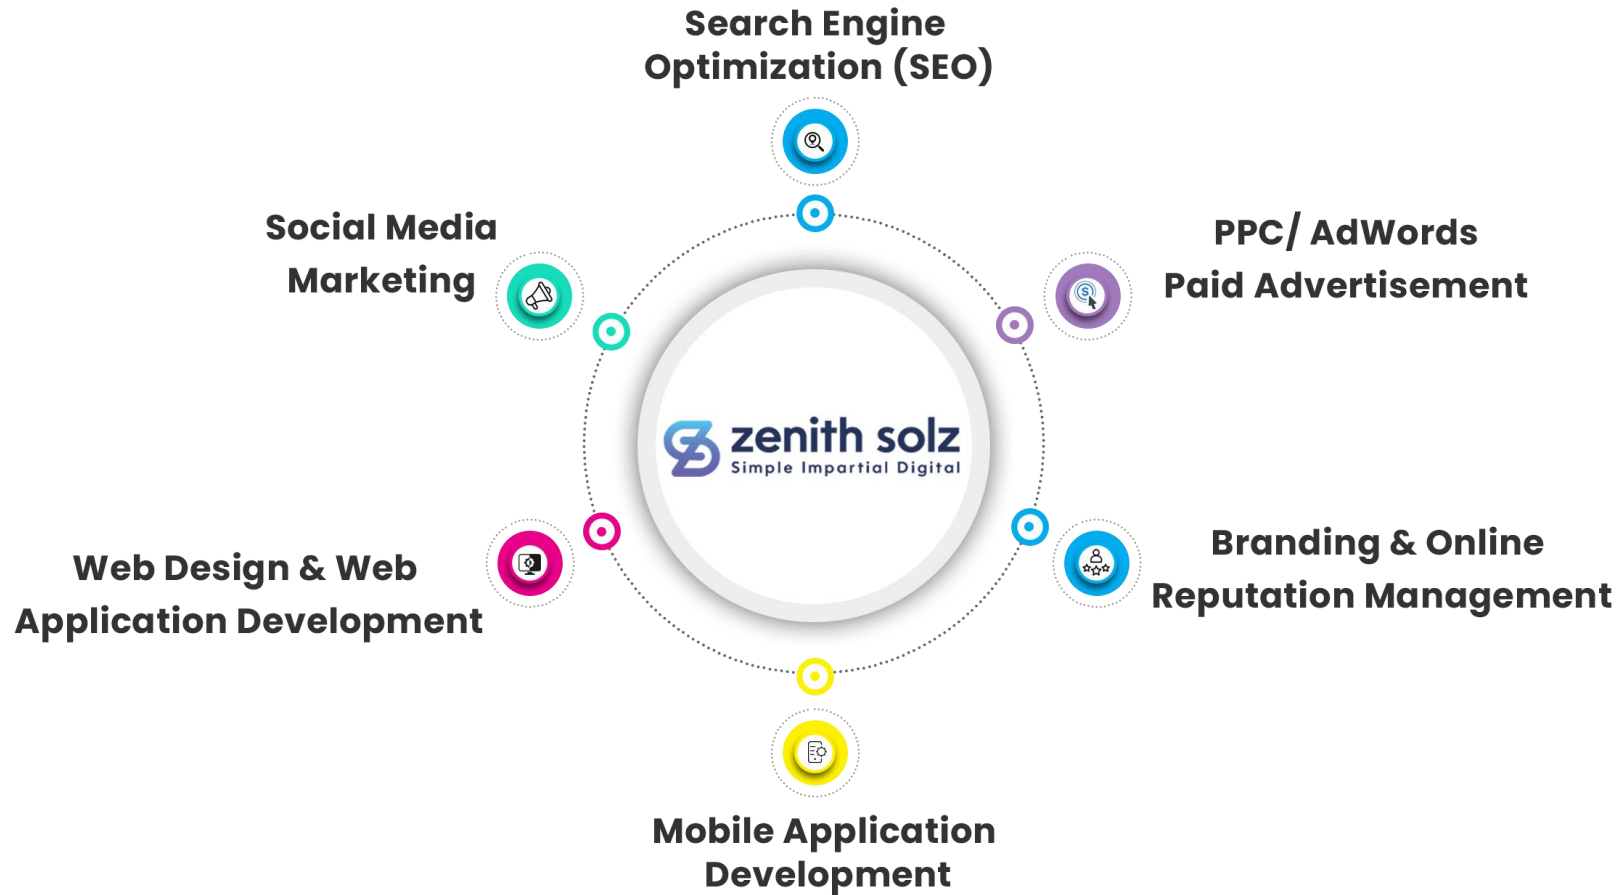 Search Engine
Optimization (SEO)
Social Media
Marketing
PPC/ AdWords
Paid Advertisement
zenith solz
Simple Impartial Digital
Web Design & Web
Application Development
Branding & Online
Reputation Management
Mobile Application
Development